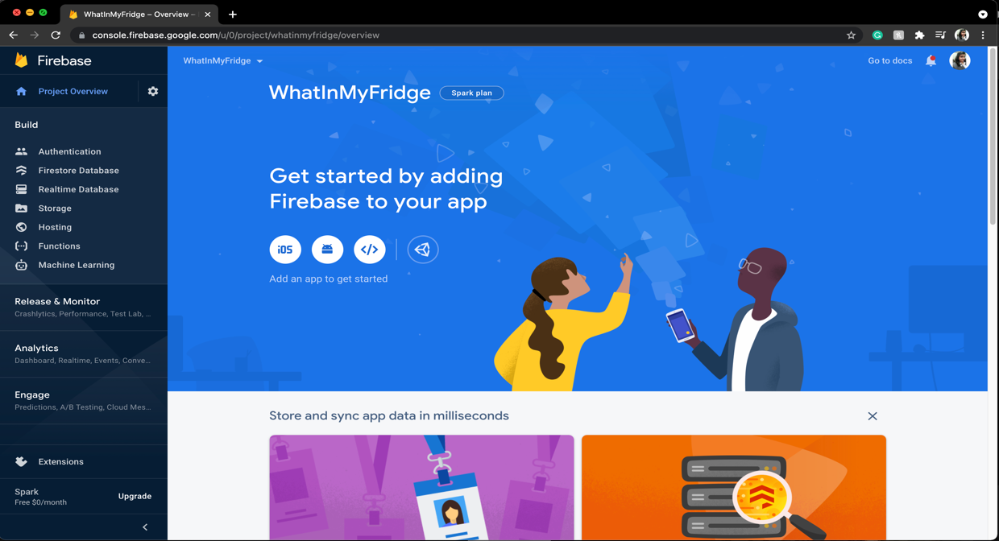 WhatInMyFridge – Overview –
console.firebase.google.com/u/0/project/whatinmyfridge/overview
Firebase
Project Overview
Build
Authentication
Firestore Database
Realtime Database
Storage
Hosting
Functions
Machine Learning
Release & Monitor
Crashlytics, Performance, Test Lab, ...
Analytics
Dashboard, Realtime, Events, Conve...
Engage
Predictions, A/B Testing, Cloud Mes...
Extensions
Spark
Free $0/month
Upgrade
WhatInMyFridge
Go to docs
WhatInMyFridge
Spark plan
Get started by adding
Firebase to your app
iOS
</>
Add an app to get started
Store and sync app data in milliseconds